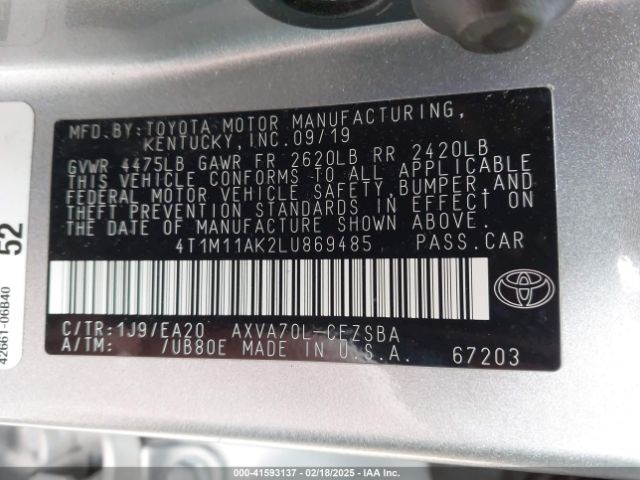 MFD.BY:TOYOTA MOTOR MANUFACTURING,
KENTUCKY, INC. 09/19
GVWR 4475LB GAWR FR 2620LB RR 2420LB
THIS VEHICLE CONFORMS TO ALL APPLICABLE
FEDERAL MOTOR VEHICLE SAFETY, BUMPER, AND
THEFT PREVENTION STANDARDS IN EFFECT ON
THE DATE OF MANUFACTURE SHOWN ABOVE.
4T1M11AK2LU869485 PASS.CAR
C/TR:1J9/EA20 AXVA70L-CEZSBA
A/TM: /UB80E MADE IN U.S.A. 67203
TOYOTA
52
42661-06B40
000-41593137 - 02/18/2025 - IAA Inc.